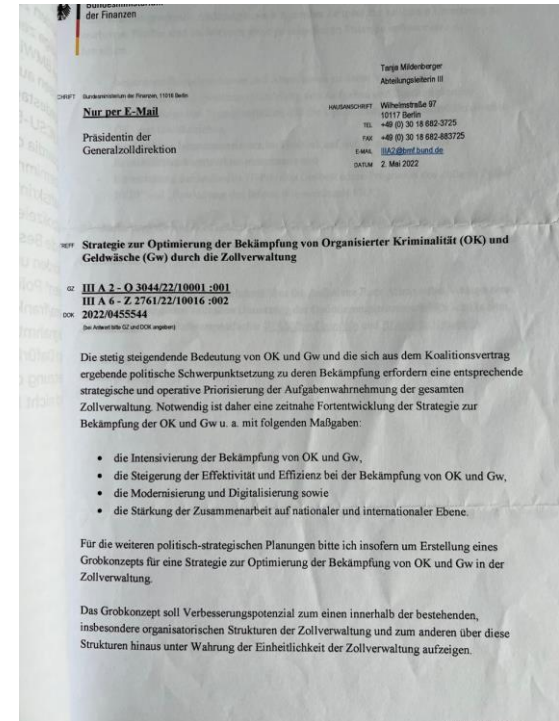 Bundesministerium
der Finanzen
Tanja Mildenberger
Abteilungsleiterin III
SCHRIFT Bundesministerium der Finanzen, 11016 Berlin
Nur per E-Mail
HAUSANSCHRIFT Wilhelmstraße 97
10117 Berlin
Präsidentin der
TEL +49 (0) 30 18 682-3725
Generalzolldirektion
FAX +49 (0) 30 18 682-883725
E-MAIL IIIA2@bmf.bund.de
DATUM 2. Mai 2022
BETREFF Strategie zur Optimierung der Bekämpfung von Organisierter Kriminalität (OK) und
Geldwäsche (Gw) durch die Zollverwaltung
GZ III A 2 - O 3044/22/10001 :001
III A 6 - Z 2761/22/10016 :002
DOK 2022/0455544
(bei Antwort bitte GZ und DOK angeben)
Die stetig steigendende Bedeutung von OK und Gw und die sich aus dem Koalitionsvertrag
ergebende politische Schwerpunktsetzung zu deren Bekämpfung erfordern eine entsprechende
strategische und operative Priorisierung der Aufgabenwahrnehmung der gesamten
Zollverwaltung. Notwendig ist daher eine zeitnahe Fortentwicklung der Strategie zur
Bekämpfung der OK und Gw u. a. mit folgenden Maßgaben:
• die Intensivierung der Bekämpfung von OK und Gw,
• die Steigerung der Effektivität und Effizienz bei der Bekämpfung von OK und Gw,
• die Modernisierung und Digitalisierung sowie
• die Stärkung der Zusammenarbeit auf nationaler und internationaler Ebene.
Für die weiteren politisch-strategischen Planungen bitte ich insofern um Erstellung eines
Grobkonzepts für eine Strategie zur Optimierung der Bekämpfung von OK und Gw in der
Zollverwaltung.
Das Grobkonzept soll Verbesserungspotenzial zum einen innerhalb der bestehenden,
insbesondere organisatorischen Strukturen der Zollverwaltung und zum anderen über diese
Strukturen hinaus unter Wahrung der Einheitlichkeit der Zollverwaltung aufzeigen.